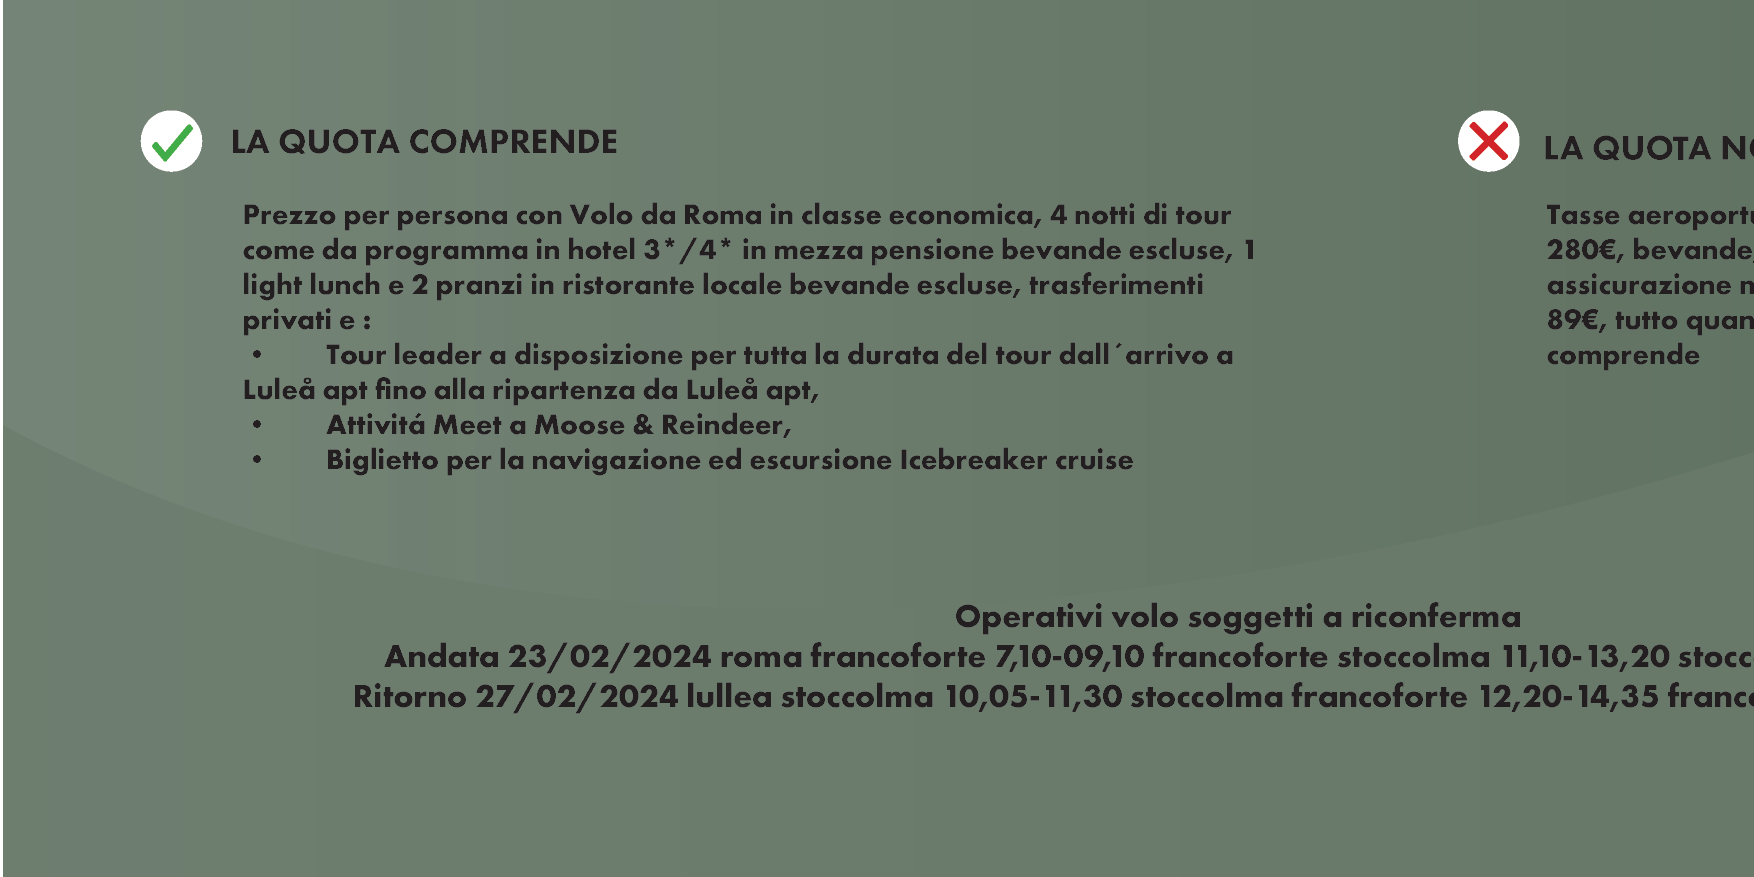 LA QUOTA COMPRENDE
Prezzo per persona con Volo da Roma in classe economica, 4 notti di tour
come da programma in hotel 3*/4* in mezza pensione bevande escluse, 1
light lunch e 2 pranzi in ristorante locale bevande escluse, trasferimenti
privati e :
• Tour leader a disposizione per tutta la durata del tour dall´arrivo a
Luleå apt fino alla ripartenza da Luleå apt,
• Attivitá Meet a Moose & Reindeer,
• Biglietto per la navigazione ed escursione Icebreaker cruise
LA QUOTA
Tasse
280€, bevande,
assicurazione
89€, tutto
comprende
Operativi volo soggetti a riconferma
Andata 23/02/2024 roma francoforte 7,10-09,10 francoforte stoccolma 11,10-13,20
Ritorno 27/02/2024 lullea stoccolma 10,05-11,30 stoccolma francoforte 12,20-14,35